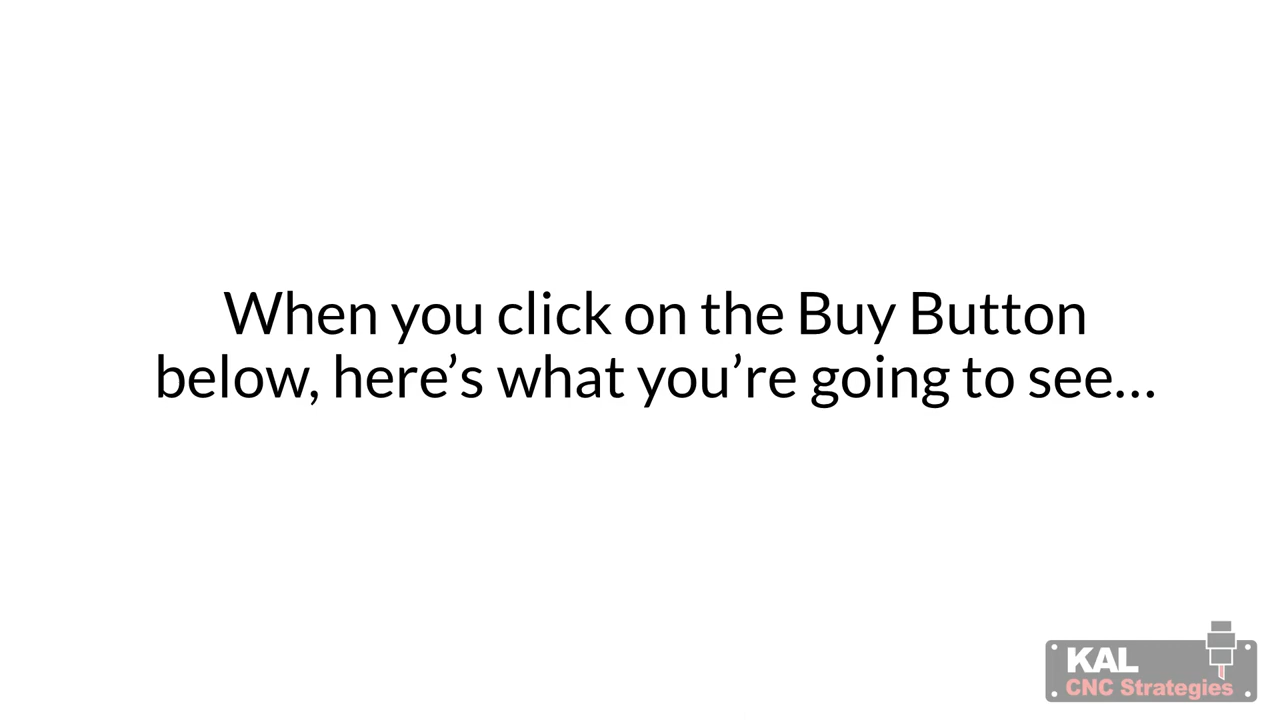 When you click on the Buy Button
below, here’s what you’re going to see...
KAL
CNC Strategies